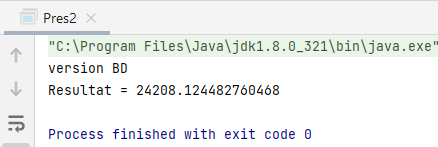 Pres2
"C:\Program Files\Java\jdk1.8.0_321\bin\java.exe"
version BD
Resultat = 24208.124482760468
Process finished with exit code 0